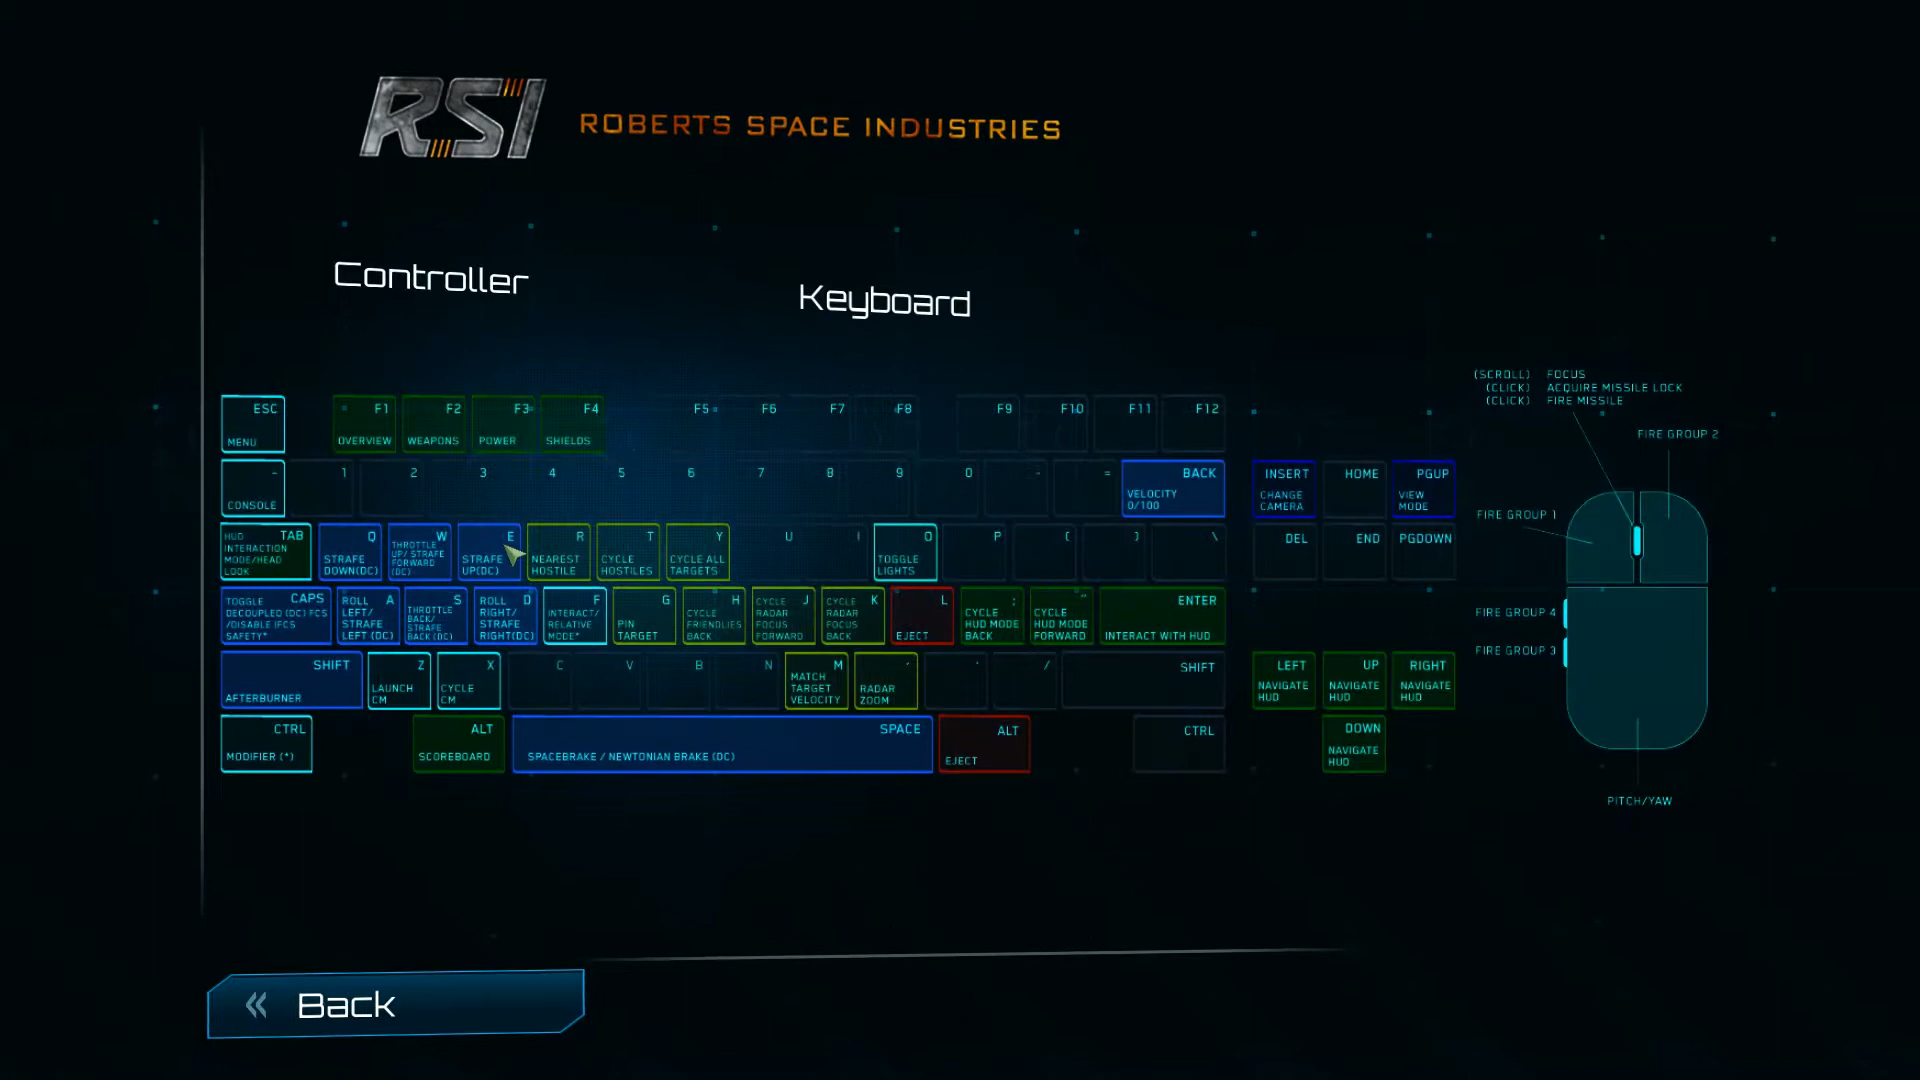 RSI
ROBERTS SPACE INDUSTRIES
Controller
Keyboard
(SCROLL) FOCUS
(CLICK) ACQUIRE MISSILE LOCK
(CLICK) FIRE MISSILE
FIRE GROUP 2
FIRE GROUP 1
FIRE GROUP 4
FIRE GROUP 3
PITCH/YAW
ESC
MENU
F1
OVERVIEW
F2
WEAPONS
F3
POWER
F4
SHIELDS
F5
F6
F7
F8
F9
F10
F11
F12
~
CONSOLE
1
2
3
4
5
6
7
8
9
0
-
=
BACK
VELOCITY
0/100
INSERT
CHANGE
CAMERA
HOME
PGUP
VIEW
MODE
TAB
HUD
INTERACTION
MODE/HEAD
LOOK
Q
STRAFE
DOWN(DC)
W
THROTTLE
UP/ STRAFE
FORWARD
(DC)
E
STRAFE
UP(DC)
R
NEAREST
HOSTILE
T
CYCLE
HOSTILES
Y
CYCLE ALL
TARGETS
U
I
O
TOGGLE
LIGHTS
P
[
]
\
DEL
END
PGDOWN
CAPS
TOGGLE
DECOUPLED (DC) FCS
/DISABLE IFCS
SAFETY*
A
ROLL
LEFT/
STRAFE
LEFT (DC)
S
THROTTLE
BACK/
STRAFE
BACK (DC)
D
ROLL
RIGHT/
STRAFE
RIGHT(DC)
F
INTERACT/
RELATIVE
MODE*
G
PIN
TARGET
H
CYCLE
FRIENDLIES
BACK
J
CYCLE
RADAR
FOCUS
FORWARD
K
CYCLE
RADAR
FOCUS
BACK
L
EJECT
;
CYCLE
HUD MODE
BACK
"
CYCLE
HUD MODE
FORWARD
ENTER
INTERACT WITH HUD
SHIFT
AFTERBURNER
Z
LAUNCH
CM
X
CYCLE
CM
C
V
B
N
M
MATCH
TARGET
VELOCITY
RADAR
ZOOM
/
SHIFT
LEFT
NAVIGATE
HUD
UP
NAVIGATE
HUD
RIGHT
NAVIGATE
HUD
CTRL
MODIFIER (*)
ALT
SCOREBOARD
SPACE
SPACEBRAKE / NEWTONIAN BRAKE (DC)
ALT
EJECT
CTRL
DOWN
NAVIGATE
HUD
Back